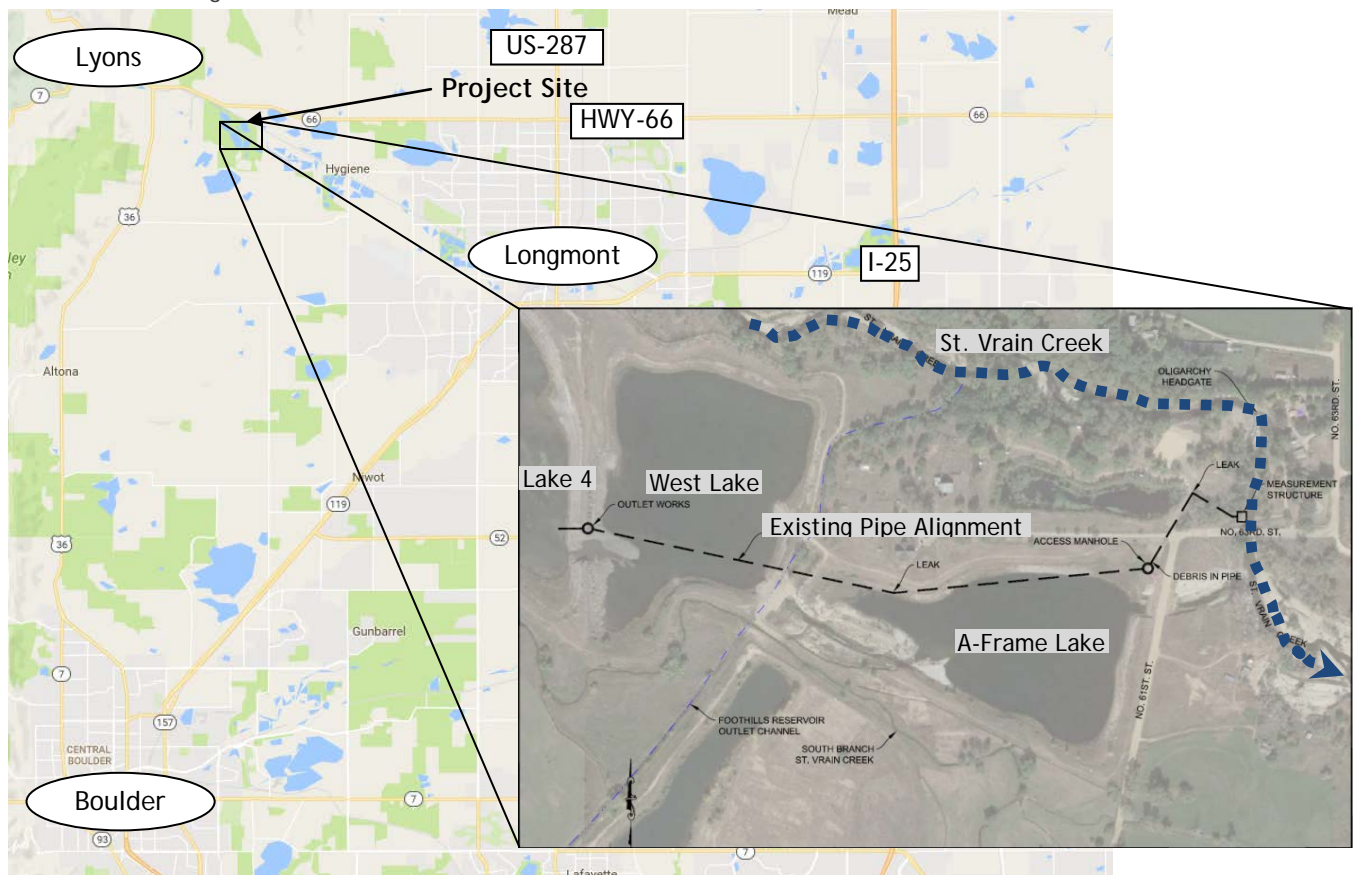 Mead
Lyons
US-287
7
Project Site
66
HWY-66
66
Hygiene
36
Longmont
119
I-25
Altona
Niwot
119
52
36
Gunbarrel
7
157
CENTRAL
BOULDER
Boulder
7
93
7
Lafayette
St. Vrain Creek
OLIGARCHY
HEADGATE
NO. 63RD. ST.
Lake 4
West Lake
LEAK
OUTLET WORKS
MEASUREMENT
STRUCTURE
Existing Pipe Alignment
NO. 63RD. ST.
ACCESS MANHOLE
LEAK
DEBRIS IN PIPE
ST. VRAIN
CREEK
A-Frame Lake
NO. 61ST. ST.
FOOTHILLS RESERVOIR
OUTLET CHANNEL
SOUTH BRANCH
ST. VRAIN CREEK